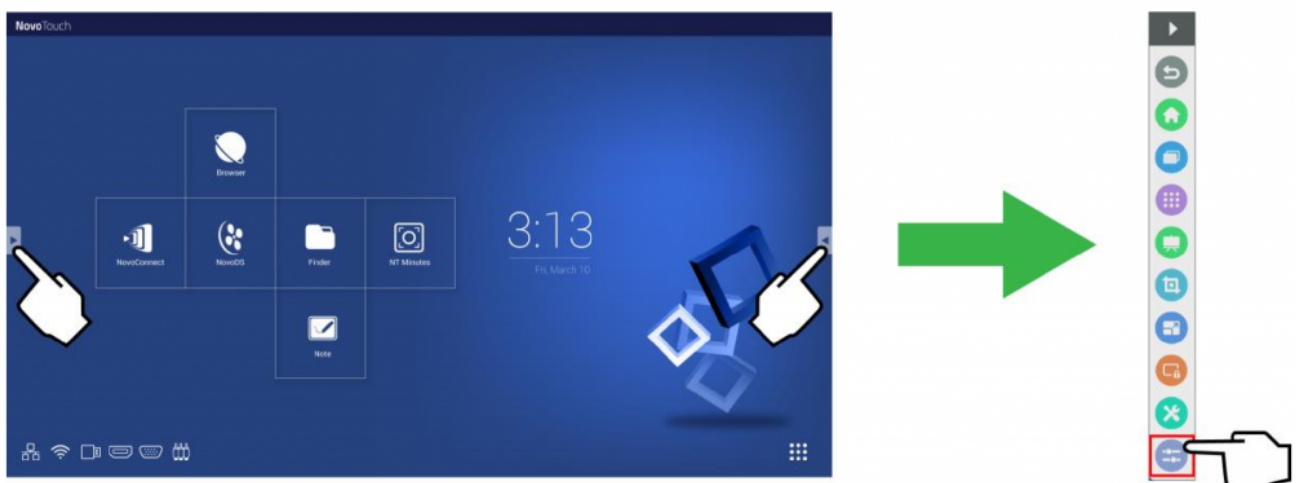 NovoTouch
Browser
NovoConnect
NovoDS
Finder
NT Minutes
3:13
Fri, March 10
Note